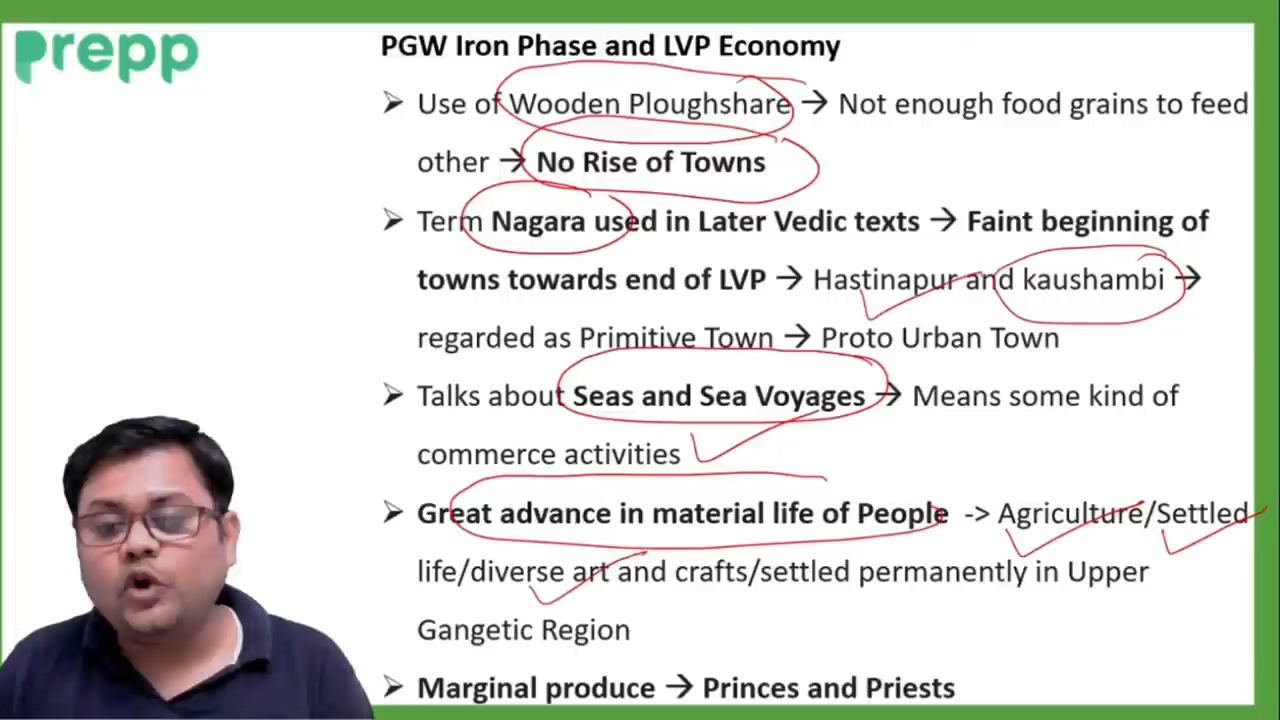 prepp
PGW Iron Phase and LVP Economy
➢ Use of Wooden Ploughshare → Not enough food grains to feed
other → No Rise of Towns
➢ Term Nagara used in Later Vedic texts → Faint beginning of
towns towards end of LVP → Hastinapur and kaushambi →
regarded as Primitive Town → Proto Urban Town
➢ Talks about Seas and Sea Voyages → Means some kind of
commerce activities
➢ Great advance in material life of People -> Agriculture/Settled
life/diverse art and crafts/settled permanently in Upper
Gangetic Region
➢ Marginal produce → Princes and Priests